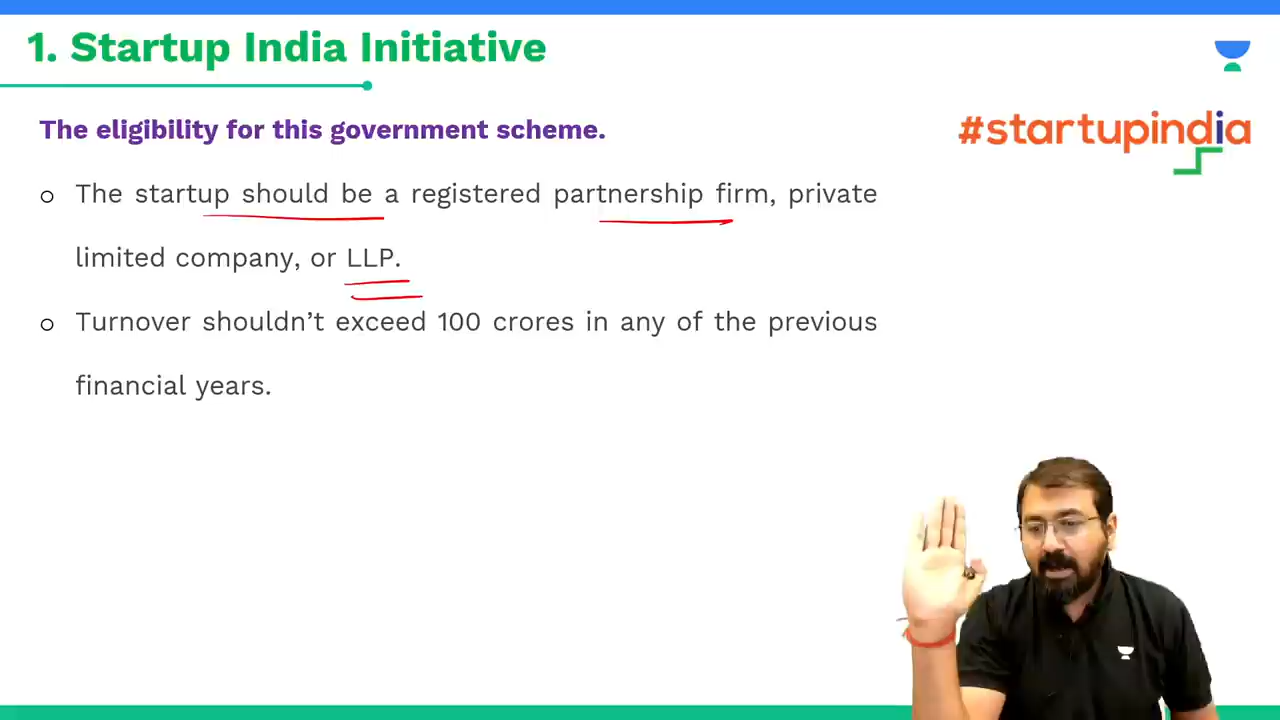 1. Startup India Initiative
#startupindia
The eligibility for this government scheme.
The startup should be a registered partnership firm, private
limited company, or LLP.
Turnover shouldn't exceed 100 crores in any of the previous
financial years.